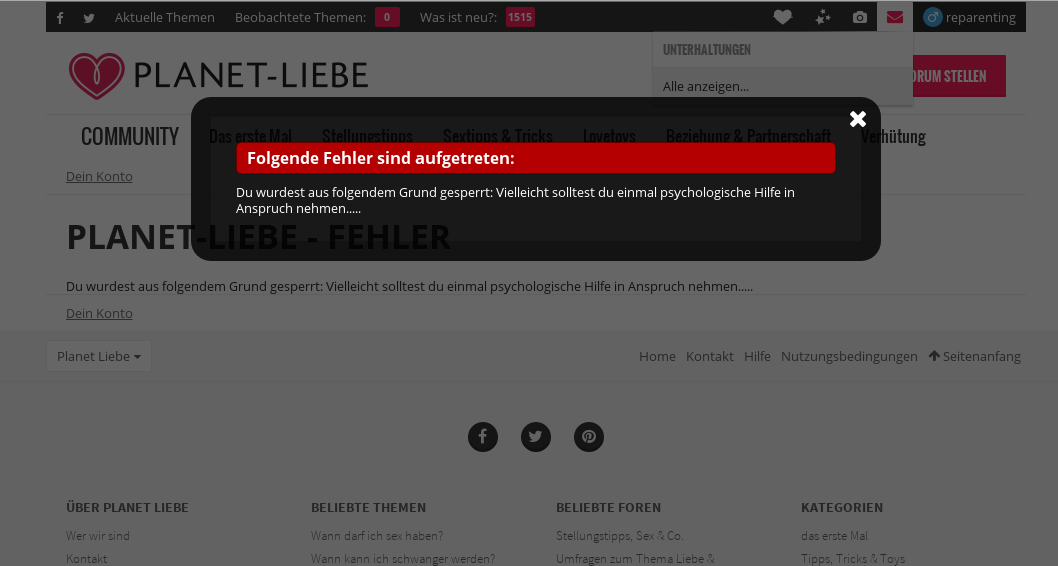 Aktuelle Themen Beobachtete Themen: 0 Was ist neu?: 1515 reparenting
UNTERHALTUNGEN
PLANET-LIEBE ORUM STELLEN
Alle anzeigen...
COMMUNITY Das erste Mal Stellungstipps Sextipps & Tricks Lovetoys Beziehung & Partnerschaft Verhütung
Folgende Fehler sind aufgetreten:
Dein Konto
Du wurdest aus folgendem Grund gesperrt: Vielleicht solltest du einmal psychologische Hilfe in
Anspruch nehmen.....
PLANET-LIEBE - FEHLER
Du wurdest aus folgendem Grund gesperrt: Vielleicht solltest du einmal psychologische Hilfe in Anspruch nehmen.....
Dein Konto
Planet Liebe Home Kontakt Hilfe Nutzungsbedingungen Seitenanfang
ÜBER PLANET LIEBE BELIEBTE THEMEN BELIEBTE FOREN KATEGORIEN
Wer wir sind Wann darf ich sex haben? Stellungstips, Sex & Co. das erste Mal
Kontakt Wann kann ich schwanger werden? Umfragen zum Thema Liebe & Tipps, Tricks & Toys